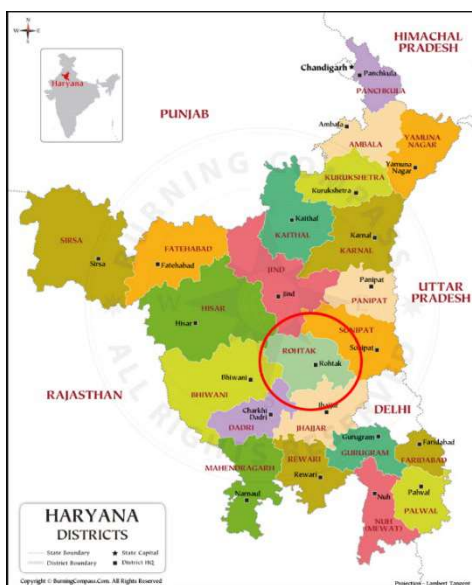 N
W
E
S
HIMACHAL
PRADESH
Chandigarh
Panchkula
PANCHKULA
Haryana
PUNJAB
Ambala
AMBALA
YAMUNA
NAGAR
Yamuna
Nagar
KURUKSHETRA
Kurukshetra
Kaithal
KAITHAL
Karnal
KARNAL
SIRSA
Sirsa
FATEHABAD
Fatehabad
JIND
Jind
Panipat
PANIPAT
UTTAR
PRADESH
HISAR
Hisar
SONIPAT
Sonipat
ROHTAK
Rohtak
RAJASTHAN
Bhiwani
BHIWANI
Charkhi
Dadri
DADRI
Jhajjar
JHAJJAR
DELHI
Gurugram
GURUGRAM
Faridabad
FARIDABAD
MAHENDRAGARH
REWARI
Rewari
Narnaul
Nuh
NUH
(MEWAT)
Palwal
PALWAL
HARYANA
DISTRICTS
State Boundary
State Capital
District Boundary
District HQ
Copyright © BurningCompass.com. All Rights Reserved